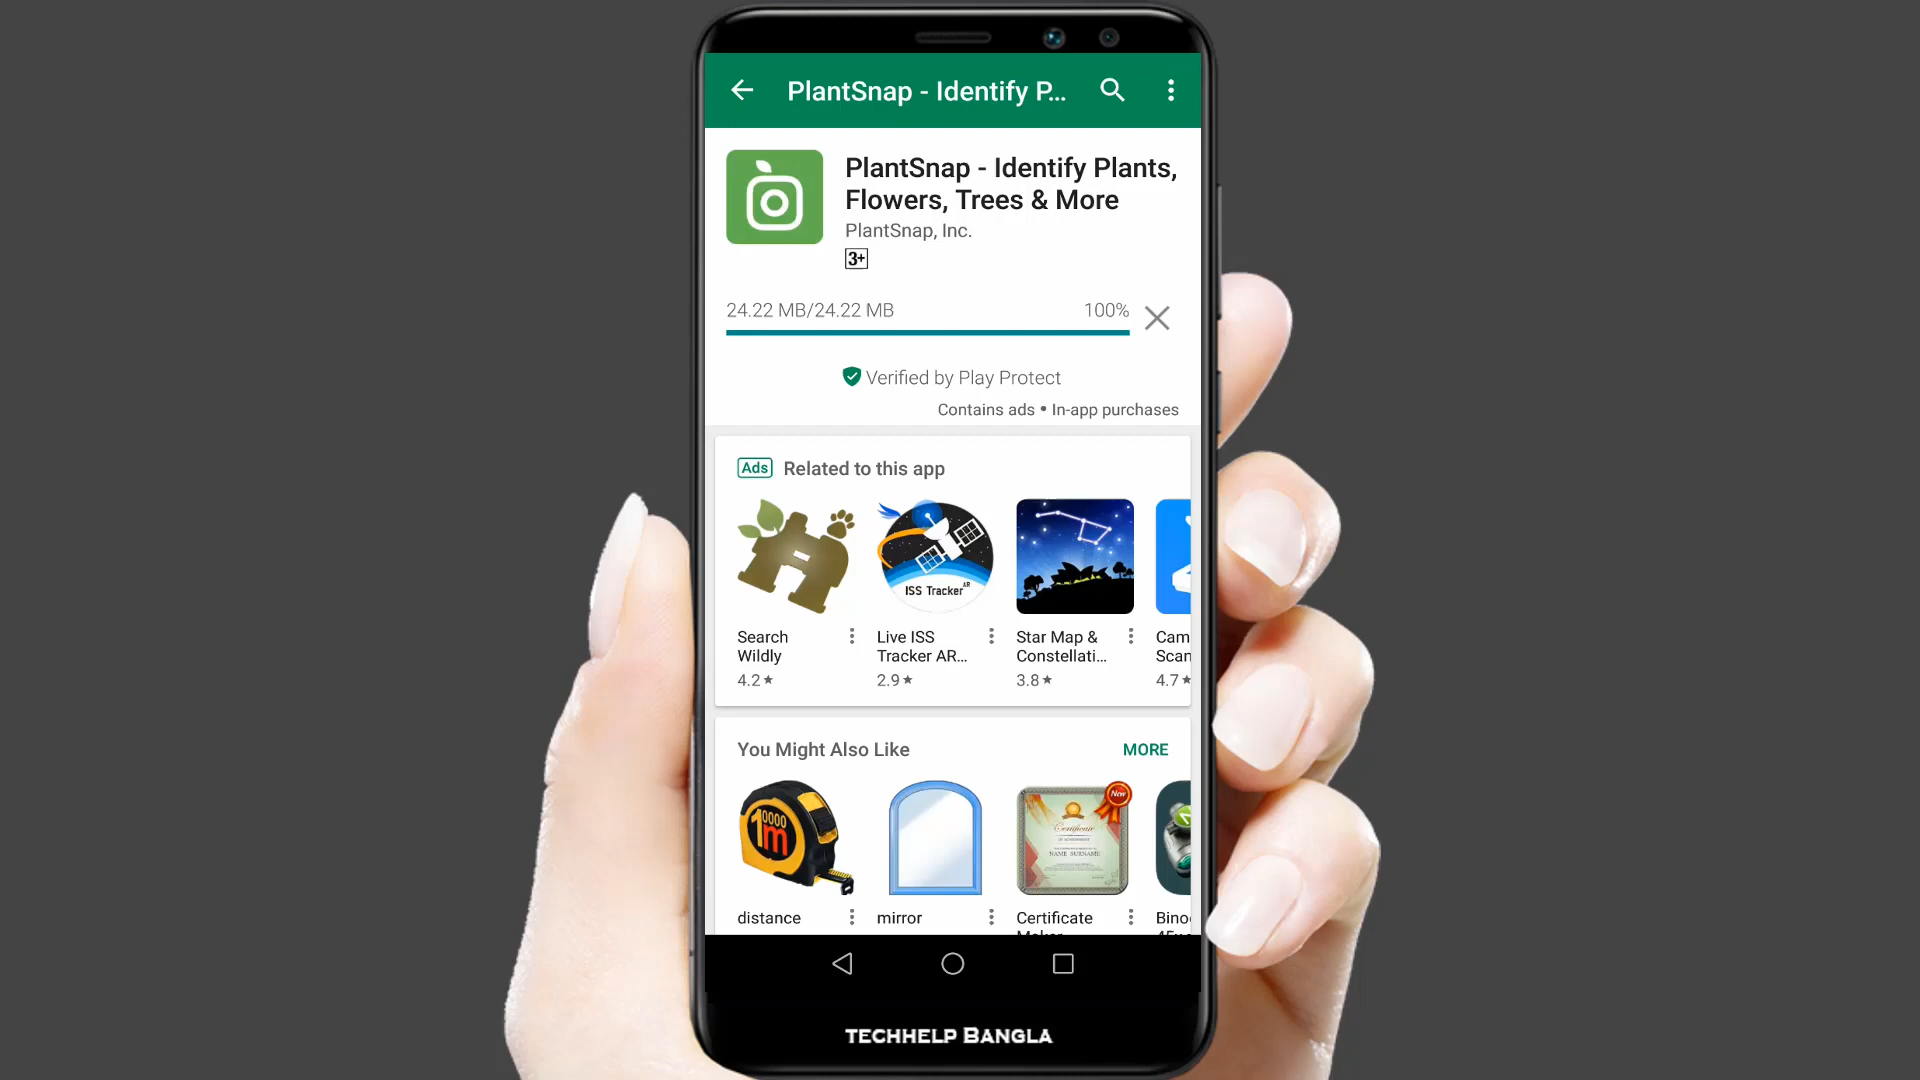 PlantSnap - Identify P...
PlantSnap - Identify Plants,
Flowers, Trees & More
PlantSnap, Inc.
3+
24.22 MB/24.22 MB
100%
Verified by Play Protect
Contains ads • In-app purchases
Ads Related to this app
ISS Tracker AR
Search
Wildly
4.2★
Live ISS
Tracker AR...
2.9★
Star Map &
Constellati...
3.8★
Cam
Scan
4.7★
You Might Also Like
MORE
10000
m
New
Certificate
NAME SURNAME
distance
mirror
Certificate
Maker
Bino
45x
TECHHELP BANGLA